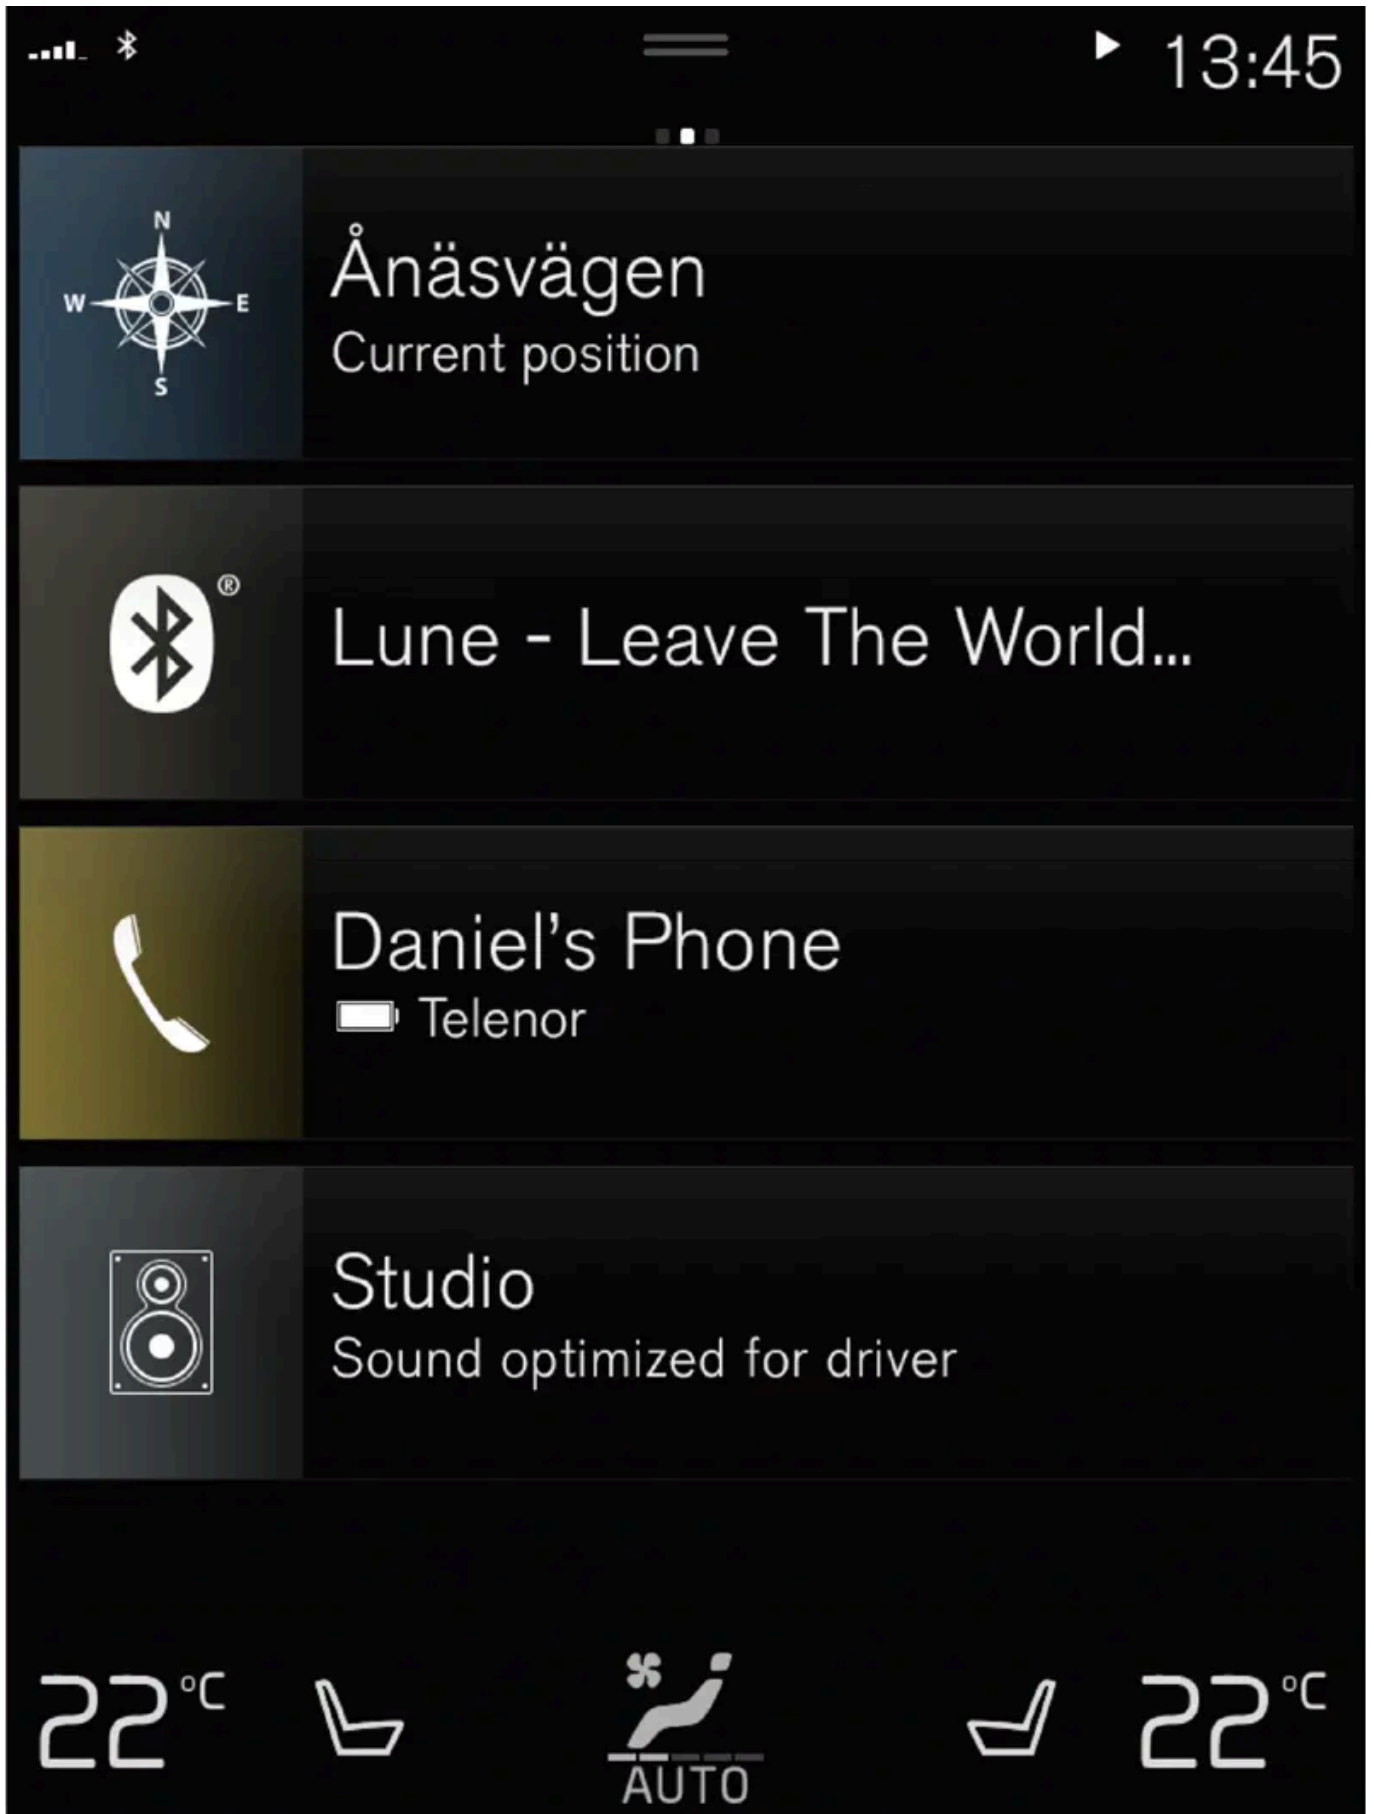 13:45
N
W E
S
Ånäsvägen
Current position
®
Lune - Leave The World...
Daniel’s Phone
Telenor
Studio
Sound optimized for driver
22°C 22°C
AUTO